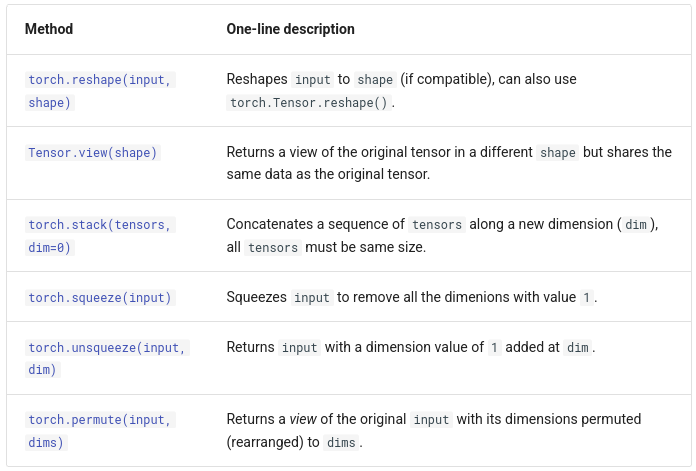 Method One-line description
torch.reshape(input, Reshapes input to shape (if compatible), can also use
shape) torch.Tensor.reshape() .
Tensor.view(shape) Returns a view of the original tensor in a different shape but shares the
same data as the original tensor.
torch.stack(tensors, Concatenates a sequence of tensors along a new dimension ( dim ),
dim=0) all tensors must be same size.
torch.squeeze(input) Squeezes input to remove all the dimenions with value 1 .
torch.unsqueeze(input, Returns input with a dimension value of 1 added at dim .
dim)
torch.permute(input, Returns a view of the original input with its dimensions permuted
dims) (rearranged) to dims .